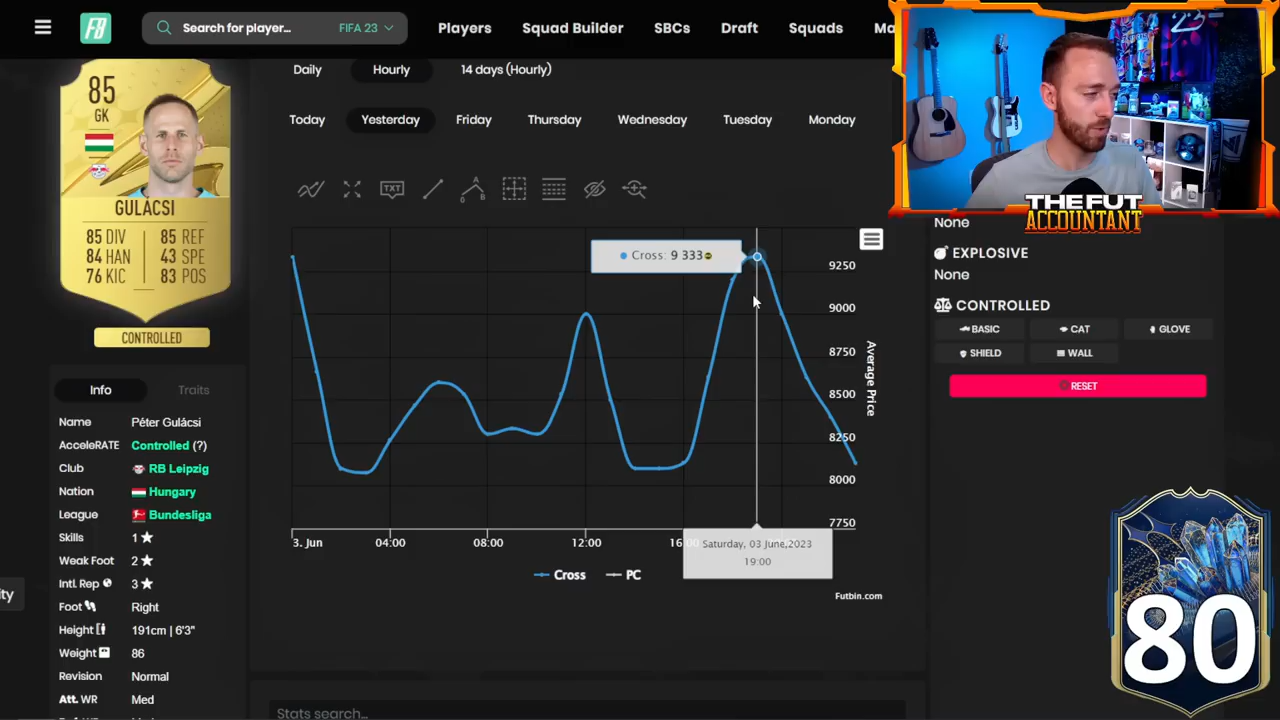 FB
Search for player...
FIFA 23
Players
Squad Builder
SBCs
Draft
Squads
Ma
85
GK
GULÁCSI
85 DIV
85 REF
84 HAN
43 SPE
76 KIC
83 POS
CONTROLLED
Info
Traits
Name Péter Gulácsi
AcceleRATE Controlled (?)
Club RB Leipzig
Nation Hungary
League Bundesliga
Skills 1
Weak Foot 2
Intl. Rep 3
Foot Right
Height 191cm | 6'3"
Weight 86
Revision Normal
Att. WR Med
ity
Daily
Hourly
14 days (Hourly)
Today
Yesterday
Friday
Thursday
Wednesday
Tuesday
Monday
TXT
Cross: 9 333
9250
9000
8750
8500
8250
8000
7750
Average Price
3. Jun
04:00
08:00
12:00
16:
Saturday, 03 June,2023
19:00
Cross
PC
Futbin.com
Stats search...
THE FUT
ACCOUNTANT
None
EXPLOSIVE
None
CONTROLLED
BASIC
CAT
GLOVE
SHIELD
WALL
RESET
80